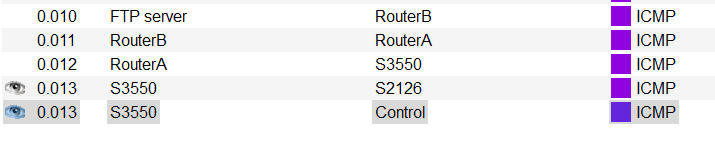 0.010 FTP server RouterB ICMP
0.011 RouterB RouterA ICMP
0.012 RouterA S3550 ICMP
0.013 S3550 S2126 ICMP
0.013 S3550 Control ICMP